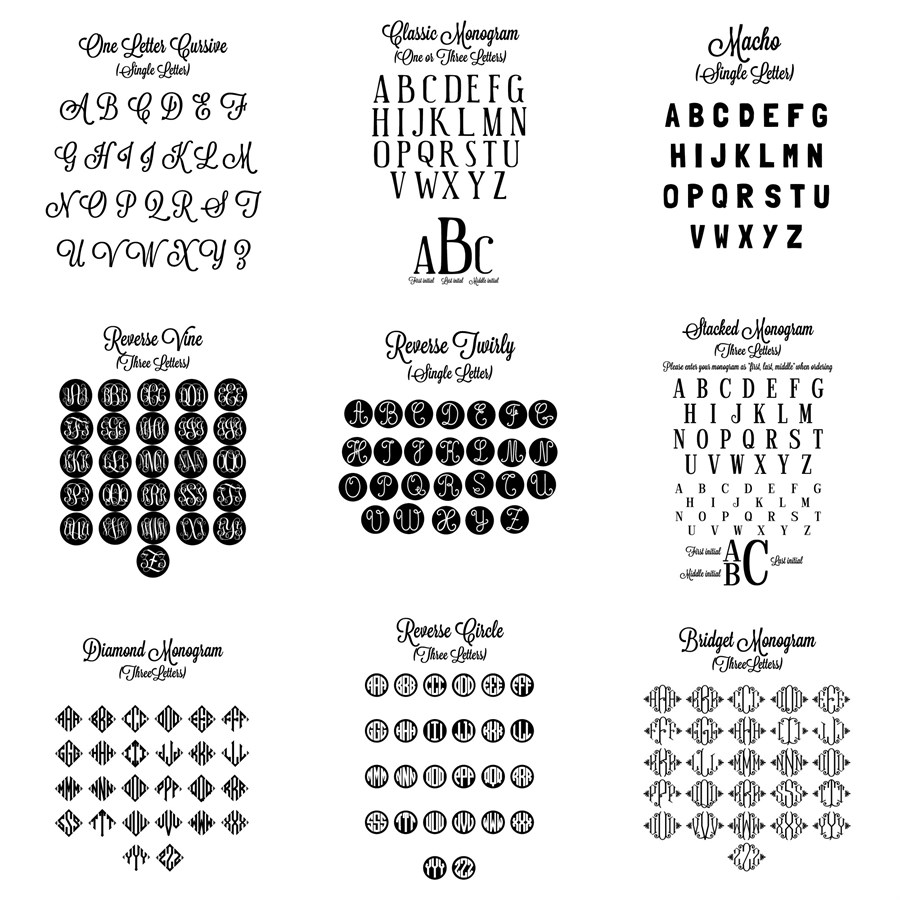 One Letter Cursive
(Single Letter)
A B C D E F
G H I J K L M
N O P Q R S T
U V W X Y Z
Classic Monogram
(One or Three Letters)
A B C D E F G
H I J K L M N
O P Q R S T U
V W X Y Z
A B C
First initial Last initial Middle initial
Macho
(Single Letter)
A B C D E F G
H I J K L M N
O P Q R S T U
V W X Y Z
Reverse Vine
(Three Letters)
AAA BBB CCC DDD EEE
FFF GGG HHH III JJJ
KKK LLL MMM NNN OOO
PPP QQQ RRR SSS TTT
UUU VVV WWW XXX YYY
ZZZ
Reverse Twirly
(Single Letter)
A B C D E F G
H I J K L M N
O P Q R S T U
V W X Y Z
Stacked Monogram
(Three Letters)
Please enter your monogram as "first, last, middle" when ordering
A B C D E F G
H I J K L M
N O P Q R S T
U V W X Y Z
A B C D E F G
H I J K L M
N O P Q R S T
U V W X Y Z
First initial A
Middle initial B
C Last initial
Diamond Monogram
(Three Letters)
AAA BBB CCC DDD EEE FFF
GGG HHH III JJJ KKK LLL
MMM NNN OOO PPP QQQ RRR
SSS TTT UUU VVV WWW XXX
YYY ZZZ
Reverse Circle
(Three Letters)
AAA BBB CCC DDD EEE FFF
GGG HHH III JJJ KKK LLL
MMM NNN OOO PPP QQQ RRR
SSS TTT UUU VVV WWW XXX
YYY ZZZ
Bridget Monogram
(Three Letters)
AAA BBB CCC DDD EEE
FFF GGG HHH III JJJ
KKK LLL MMM NNN OOO
PPP QQQ RRR SSS TTT
UUU VVV WWW XXX YYY
ZZZ